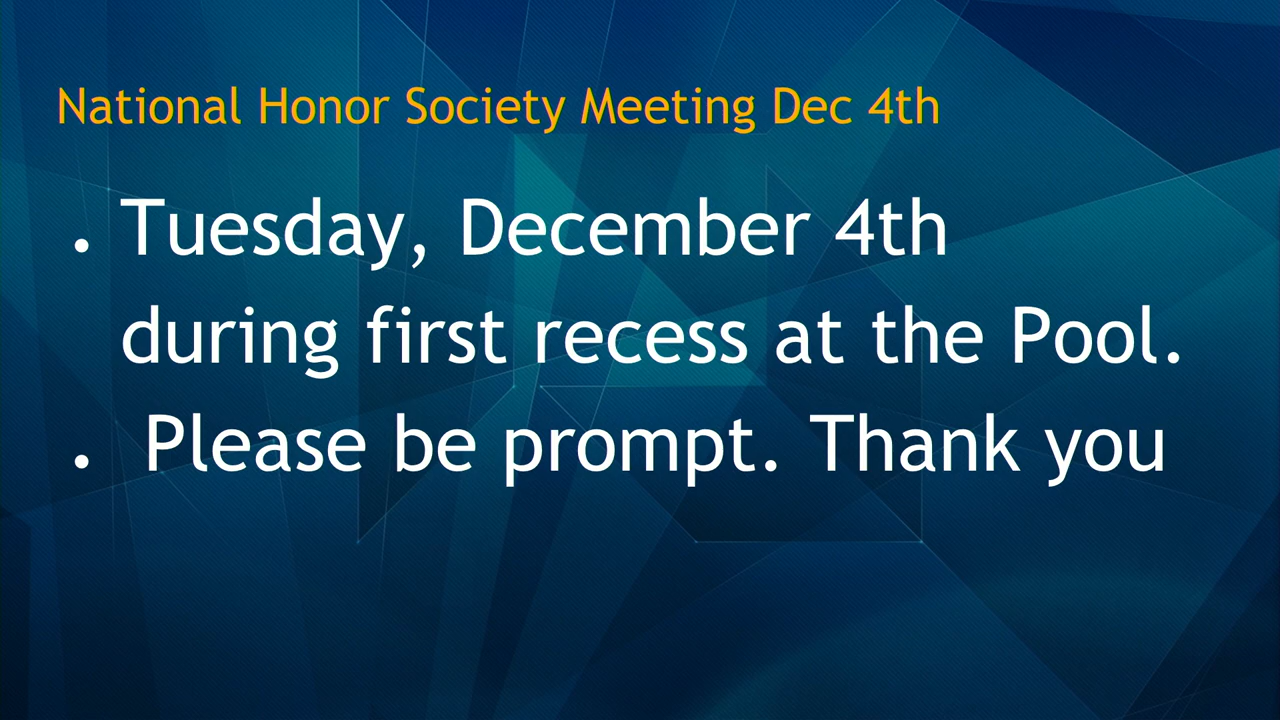 National Honor Society Meeting Dec 4th
• Tuesday, December 4th
during first recess at the Pool.
• Please be prompt. Thank you